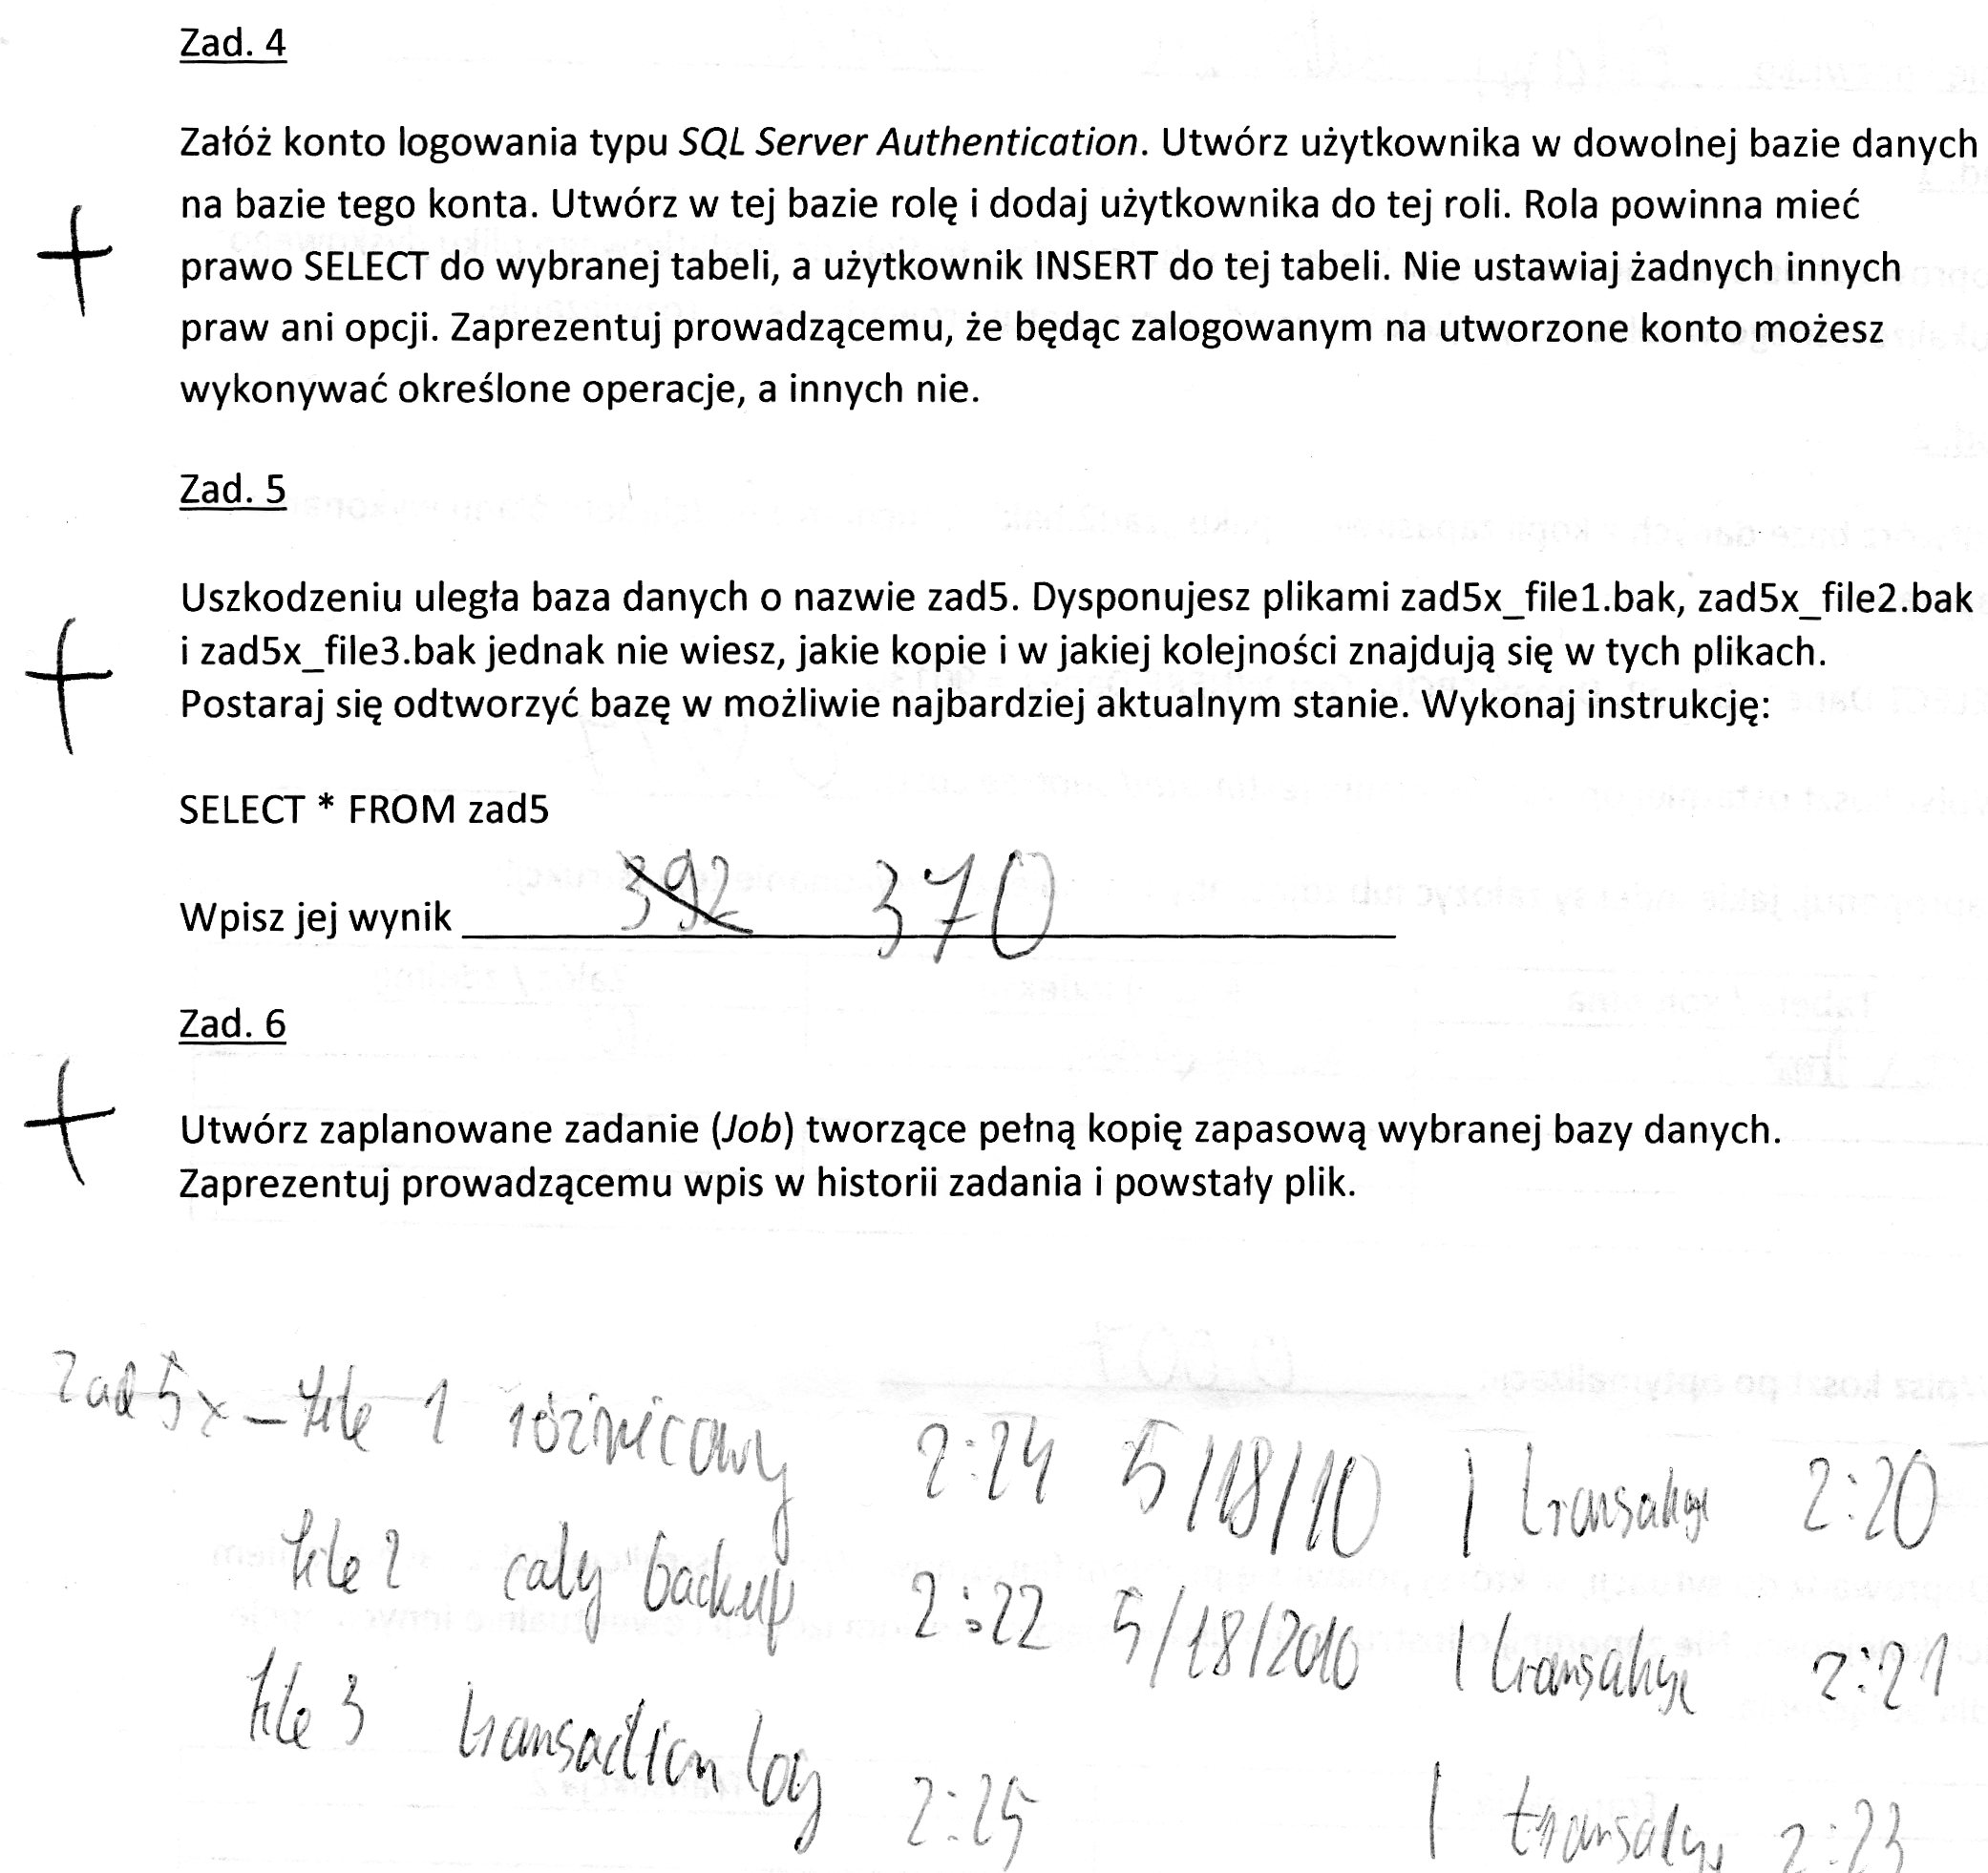 Zad. 4
Załóż konto logowania typu SQL Server Authentication. Utwórz użytkownika w dowolnej bazie danych
na bazie tego konta. Utwórz w tej bazie rolę i dodaj użytkownika do tej roli. Rola powinna mieć
prawo SELECT do wybranej tabeli, a użytkownik INSERT do tej tabeli. Nie ustawiaj żadnych innych
praw ani opcji. Zaprezentuj prowadzącemu, że będąc zalogowanym na utworzone konto możesz
wykonywać określone operacje, a innych nie.
Zad. 5
Uszkodzeniu uległa baza danych o nazwie zad5. Dysponujesz plikami zad5x_file1.bak, zad5x_file2.bak
i zad5x_file3.bak jednak nie wiesz, jakie kopie i w jakiej kolejności znajdują się w tych plikach.
Postaraj się odtworzyć bazę w możliwie najbardziej aktualnym stanie. Wykonaj instrukcję:
SELECT * FROM zad5
Wpisz jej wynik 392 370
Zad. 6
Utwórz zaplanowane zadanie (Job) tworzące pełną kopię zapasową wybranej bazy danych.
Zaprezentuj prowadzącemu wpis w historii zadania i powstały plik.
zad5x_file 1 różnicowy 2:24 5/18/10 | 2:20
file 2 cały backup 2:22 5/18/2010 | 2:21
file 3 transaction log 2:25 | 2:23